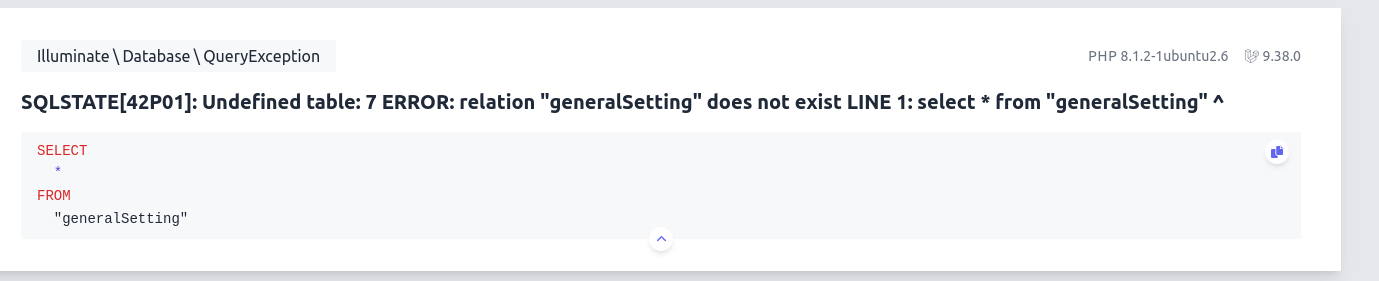 Illuminate \ Database \ QueryException
PHP 8.1.2-1ubuntu2.6 9.38.0
SQLSTATE[42P01]: Undefined table: 7 ERROR: relation "generalSetting" does not exist LINE 1: select * from "generalSetting" ^
SELECT
*
FROM
"generalSetting"